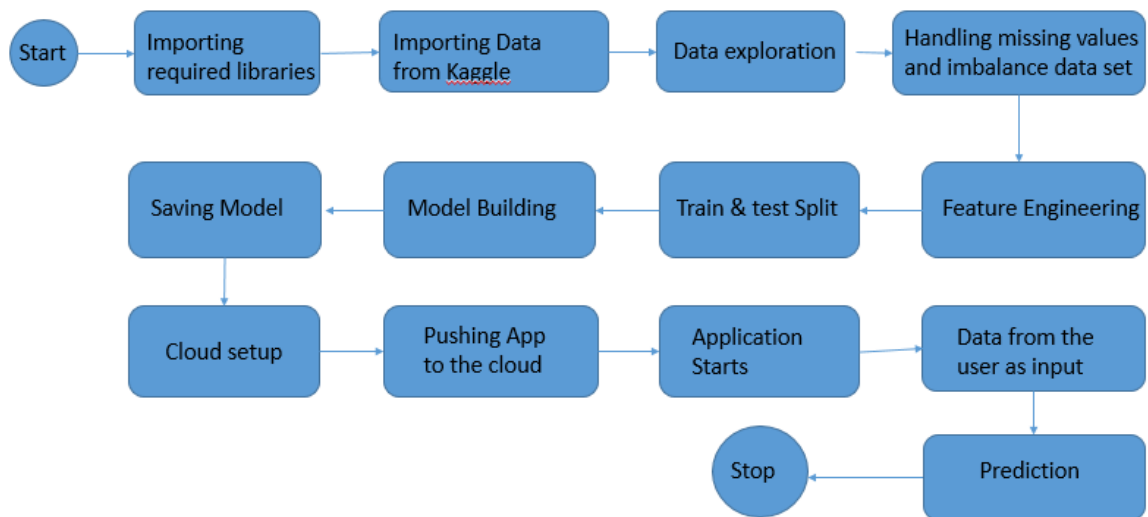 Start
Importing
required libraries
Importing Data
from Kaggle
Data exploration
Handling missing values
and imbalance data set
Feature Engineering
Train & test Split
Model Building
Saving Model
Cloud setup
Pushing App
to the cloud
Application
Starts
Data from the
user as input
Prediction
Stop